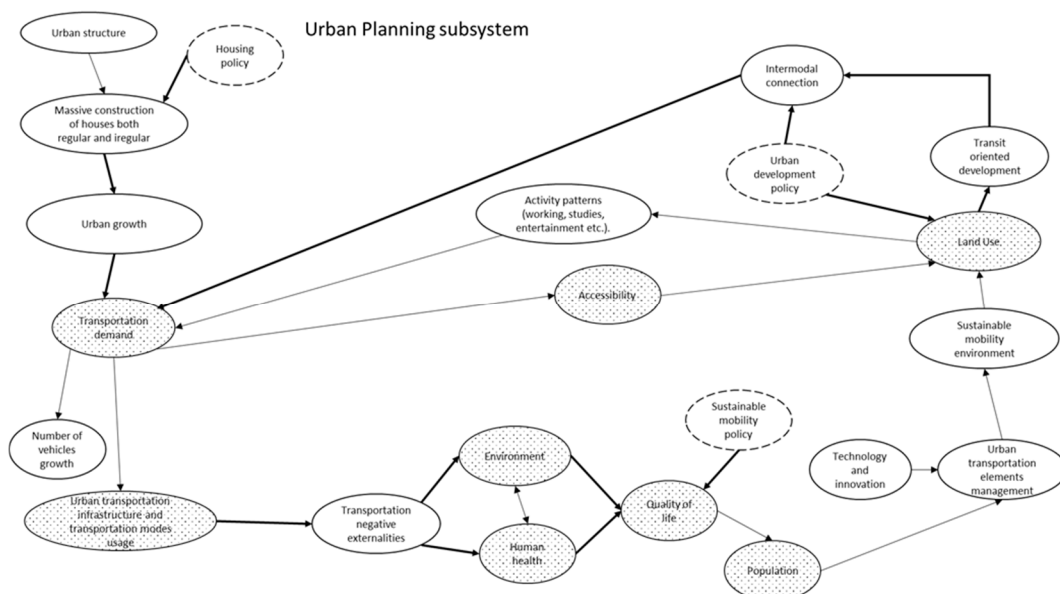 Urban Planning subsystem
Urban structure
Housing
policy
Massive construction
of houses both
regular and iregular
Urban growth
Transportation
demand
Number of
vehicles
growth
Urban transportation
infrastructure and
transportation modes
usage
Intermodal
connection
Urban
development
policy
Transit
oriented
development
Activity patterns
(working, studies,
entertainment etc.).
Land Use
Accessibility
Sustainable
mobility
environment
Sustainable
mobility
policy
Environment
Transportation
negative
externalities
Human
health
Quality of
life
Population
Technology
and
innovation
Urban
transportation
elements
management